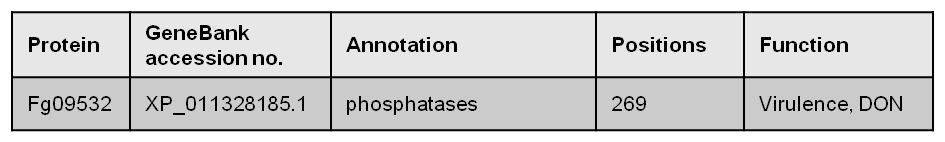 Protein GeneBank accession no. Annotation Positions Function
Fg09532 XP_011328185.1 phosphatases 269 Virulence, DON